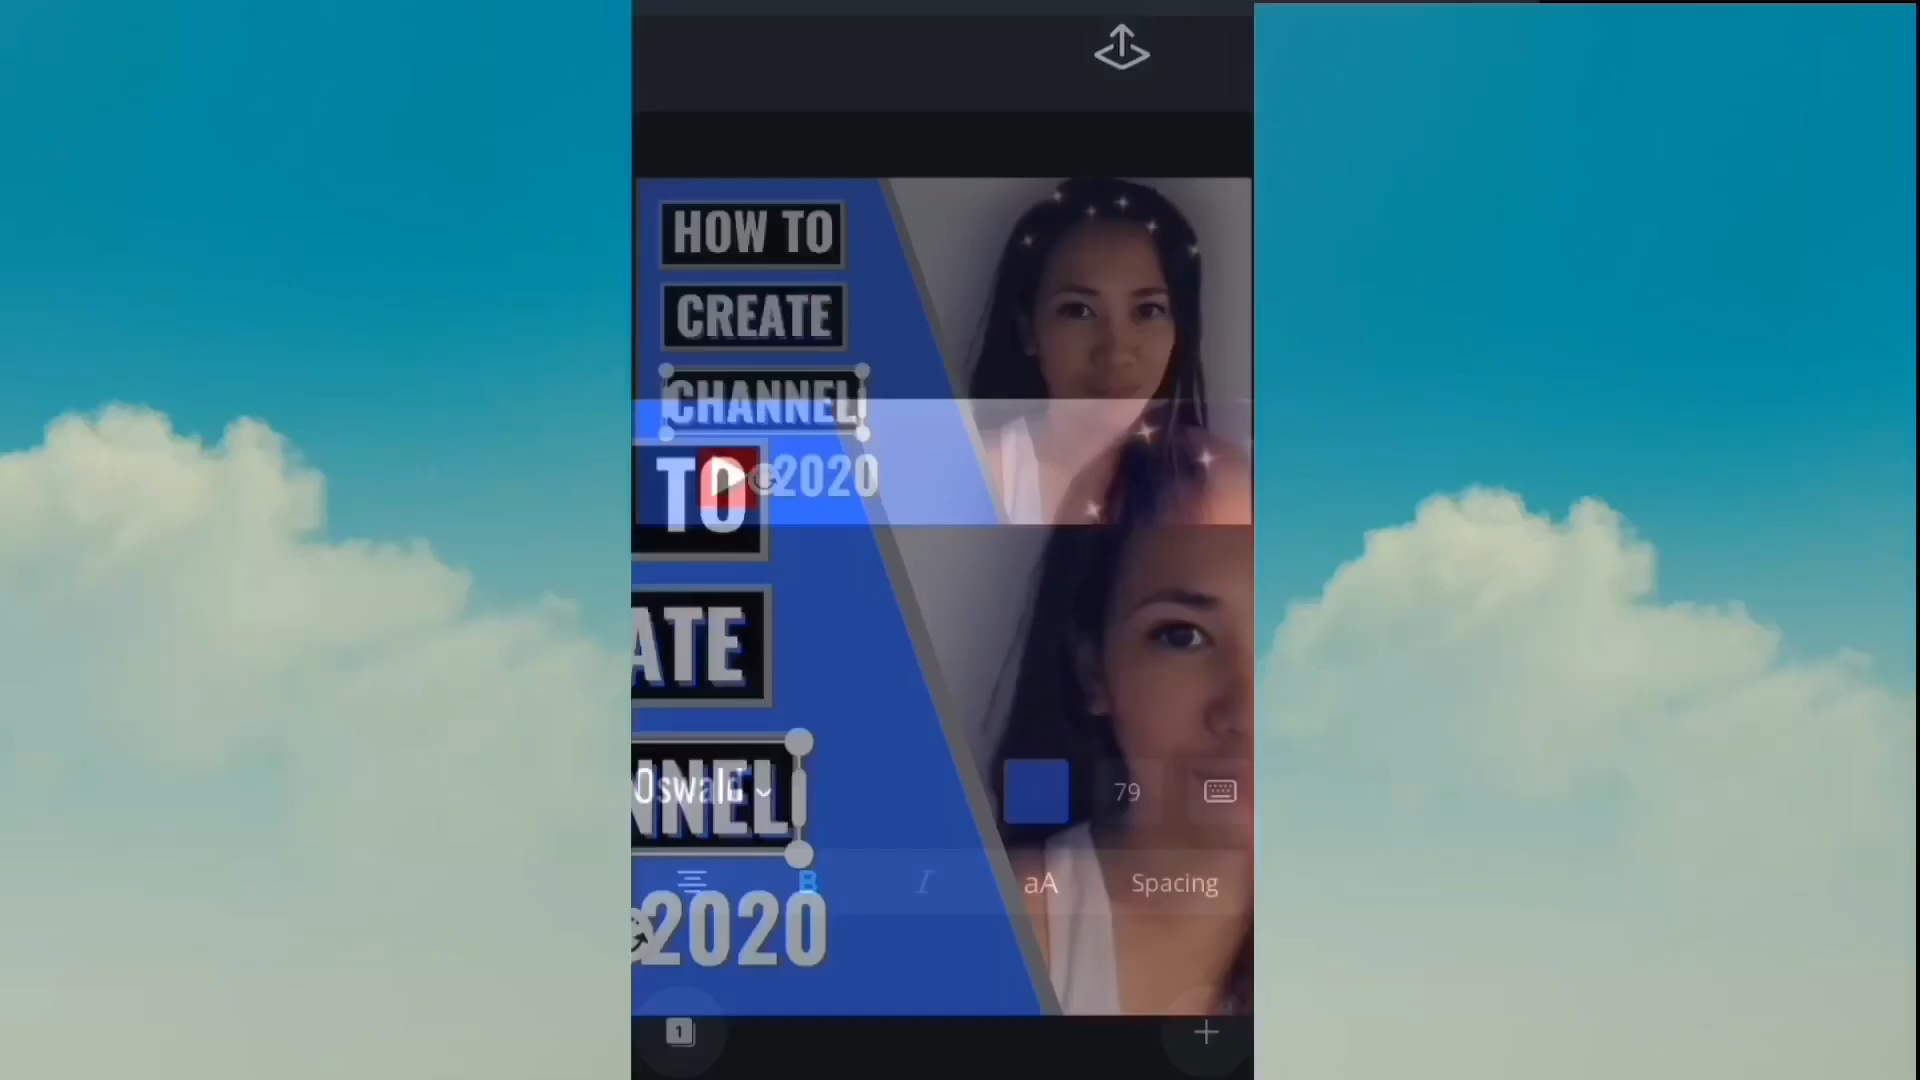 HOW TO
CREATE
CHANNEL
2020
TO
ATE
NNEL
Oswald
79
B I aA Spacing
2020
1